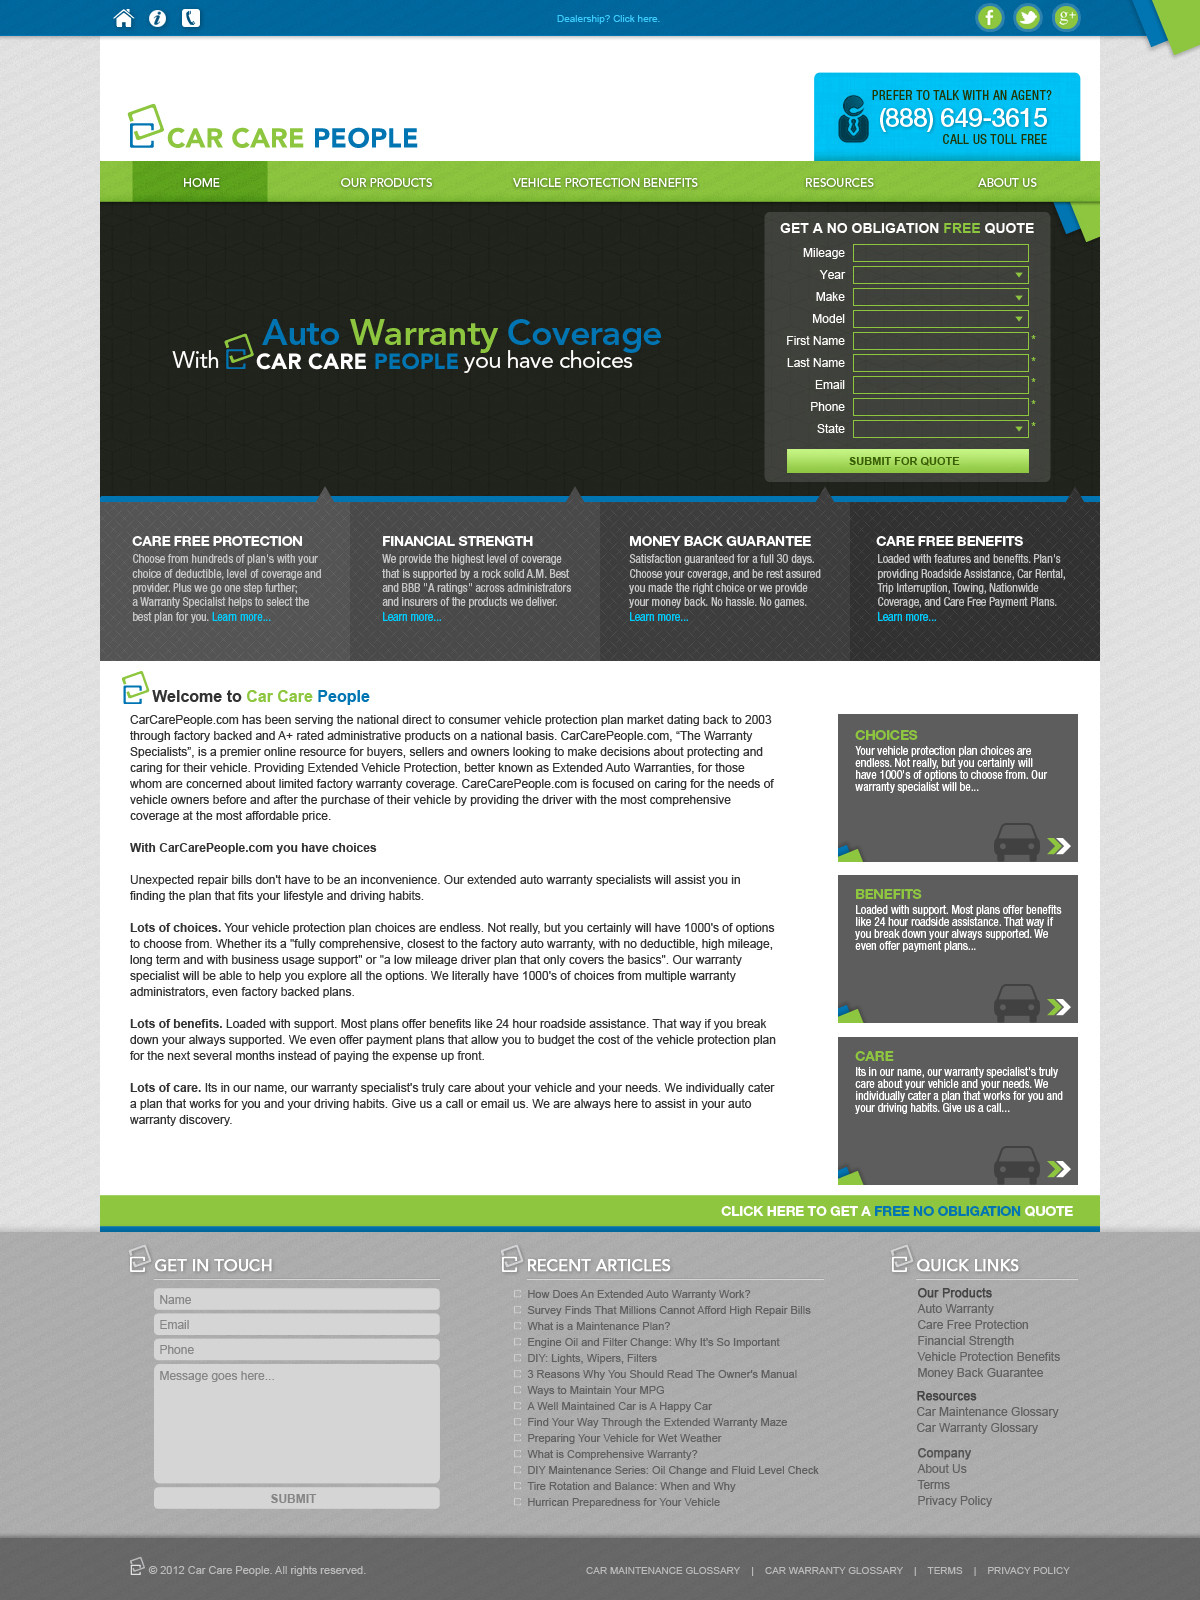 Dealership? Click here.
PREFER TO TALK WITH AN AGENT?
(888) 649-3615
CALL US TOLL FREE
CAR CARE PEOPLE
HOME
OUR PRODUCTS
VEHICLE PROTECTION BENEFITS
RESOURCES
ABOUT US
Auto Warranty Coverage
With CAR CARE PEOPLE you have choices
GET A NO OBLIGATION FREE QUOTE
Mileage
Year
Make
Model
First Name *
Last Name *
Email *
Phone *
State *
SUBMIT FOR QUOTE
CARE FREE PROTECTION
Choose from hundreds of plan's with your
choice of deductible, level of coverage and
provider. Plus we go one step further;
a Warranty Specialist helps to select the
best plan for you. Learn more...
FINANCIAL STRENGTH
We provide the highest level of coverage
that is supported by a rock solid A.M. Best
and BBB "A ratings" across administrators
and insurers of the products we deliver.
Learn more...
MONEY BACK GUARANTEE
Satisfaction guaranteed for a full 30 days.
Choose your coverage, and be rest assured
you made the right choice or we provide
your money back. No hassle. No games.
Learn more...
CARE FREE BENEFITS
Loaded with features and benefits. Plan's
providing Roadside Assistance, Car Rental,
Trip Interruption, Towing, Nationwide
Coverage, and Care Free Payment Plans.
Learn more...
Welcome to Car Care People
CarCarePeople.com has been serving the national direct to consumer vehicle protection plan market dating back to 2003
through factory backed and A+ rated administrative products on a national basis. CarCarePeople.com, “The Warranty
Specialists”, is a premier online resource for buyers, sellers and owners looking to make decisions about protecting and
caring for their vehicle. Providing Extended Vehicle Protection, better known as Extended Auto Warranties, for those
whom are concerned about limited factory warranty coverage. CareCarePeople.com is focused on caring for the needs of
vehicle owners before and after the purchase of their vehicle by providing the driver with the most comprehensive
coverage at the most affordable price.
With CarCarePeople.com you have choices
Unexpected repair bills don't have to be an inconvenience. Our extended auto warranty specialists will assist you in
finding the plan that fits your lifestyle and driving habits.
Lots of choices. Your vehicle protection plan choices are endless. Not really, but you certainly will have 1000's of options
to choose from. Whether its a "fully comprehensive, closest to the factory auto warranty, with no deductible, high mileage,
long term and with business usage support" or "a low mileage driver plan that only covers the basics". Our warranty
specialist will be able to help you explore all the options. We literally have 1000's of choices from multiple warranty
administrators, even factory backed plans.
Lots of benefits. Loaded with support. Most plans offer benefits like 24 hour roadside assistance. That way if you break
down your always supported. We even offer payment plans that allow you to budget the cost of the vehicle protection plan
for the next several months instead of paying the expense up front.
Lots of care. Its in our name, our warranty specialist's truly care about your vehicle and your needs. We individually cater
a plan that works for you and your driving habits. Give us a call or email us. We are always here to assist in your auto
warranty discovery.
CHOICES
Your vehicle protection plan choices are
endless. Not really, but you certainly will
have 1000's of options to choose from. Our
warranty specialist will be...
BENEFITS
Loaded with support. Most plans offer benefits
like 24 hour roadside assistance. That way if
you break down your always supported. We
even offer payment plans...
CARE
Its in our name, our warranty specialist's truly
care about your vehicle and your needs. We
individually cater a plan that works for you and
your driving habits. Give us a call...
CLICK HERE TO GET A FREE NO OBLIGATION QUOTE
GET IN TOUCH
Name
Email
Phone
Message goes here...
SUBMIT
RECENT ARTICLES
How Does An Extended Auto Warranty Work?
Survey Finds That Millions Cannot Afford High Repair Bills
What is a Maintenance Plan?
Engine Oil and Filter Change: Why It's So Important
DIY: Lights, Wipers, Filters
3 Reasons Why You Should Read The Owner's Manual
Ways to Maintain Your MPG
A Well Maintained Car is A Happy Car
Find Your Way Through the Extended Warranty Maze
Preparing Your Vehicle for Wet Weather
What is Comprehensive Warranty?
DIY Maintenance Series: Oil Change and Fluid Level Check
Tire Rotation and Balance: When and Why
Hurrican Preparedness for Your Vehicle
QUICK LINKS
Our Products
Auto Warranty
Care Free Protection
Financial Strength
Vehicle Protection Benefits
Money Back Guarantee
Resources
Car Maintenance Glossary
Car Warranty Glossary
Company
About Us
Terms
Privacy Policy
© 2012 Car Care People. All rights reserved.
CAR MAINTENANCE GLOSSARY | CAR WARRANTY GLOSSARY | TERMS | PRIVACY POLICY